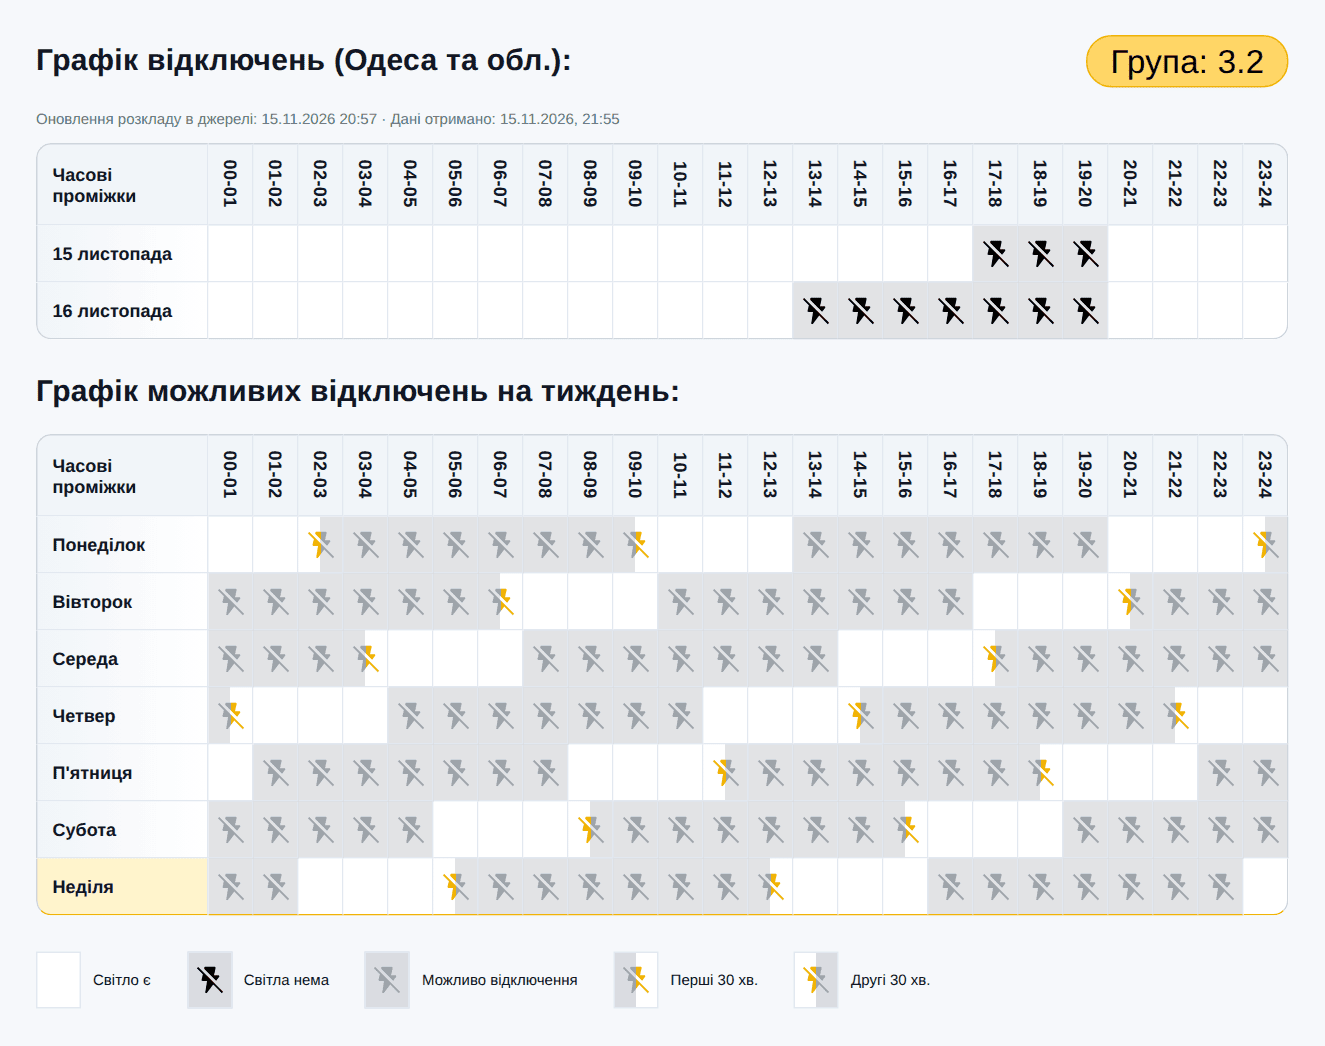 Графік відключень (Одеса та обл.):
Група: 3.2
Оновлення розкладу в джерелі: 15.11.2026 20:57 · Дані отримано: 15.11.2026, 21:55
Часові проміжки 00-01 01-02 02-03 03-04 04-05 05-06 06-07 07-08 08-09 09-10 10-11 11-12 12-13 13-14 14-15 15-16 16-17 17-18 18-19 19-20 20-21 21-22 22-23 23-24
15 листопада
16 листопада
Графік можливих відключень на тиждень:
Часові проміжки 00-01 01-02 02-03 03-04 04-05 05-06 06-07 07-08 08-09 09-10 10-11 11-12 12-13 13-14 14-15 15-16 16-17 17-18 18-19 19-20 20-21 21-22 22-23 23-24
Понеділок
Вівторок
Середа
Четвер
П'ятниця
Субота
Неділя
Світло є Світла нема Можливо відключення Перші 30 хв. Другі 30 хв.